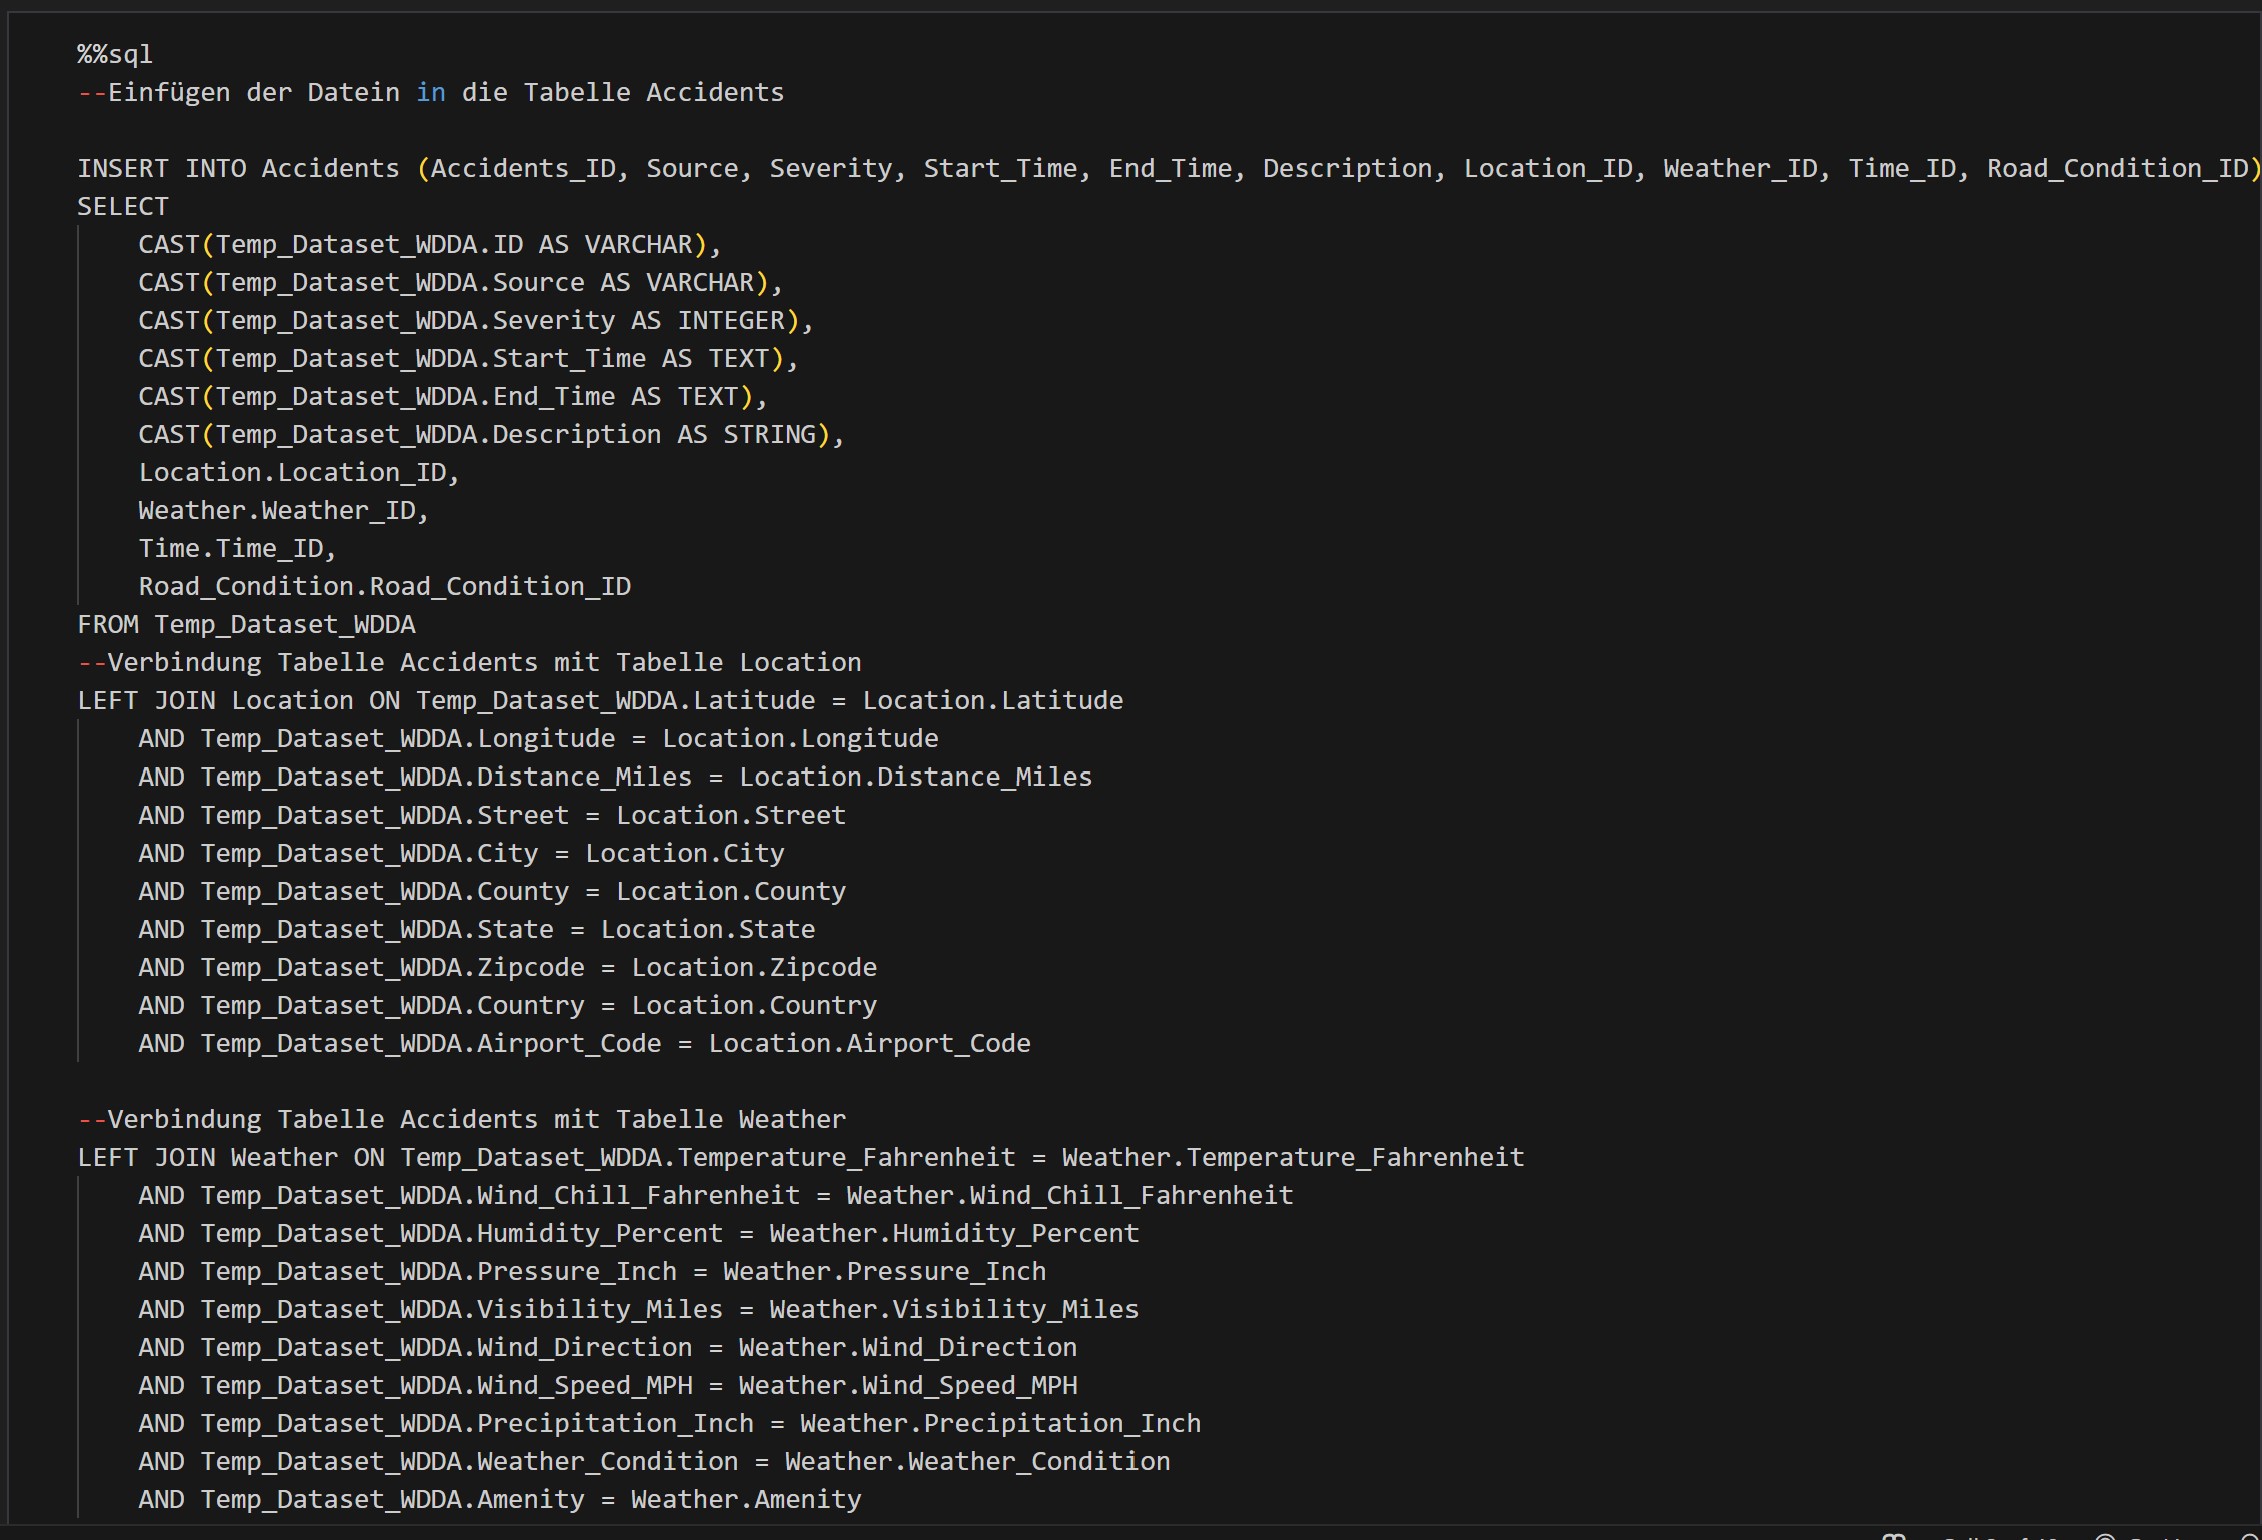 %%sql
--Einfügen der Datein in die Tabelle Accidents
INSERT INTO Accidents (Accidents_ID, Source, Severity, Start_Time, End_Time, Description, Location_ID, Weather_ID, Time_ID, Road_Condition_ID)
SELECT
CAST(Temp_Dataset_WDDA.ID AS VARCHAR),
CAST(Temp_Dataset_WDDA.Source AS VARCHAR),
CAST(Temp_Dataset_WDDA.Severity AS INTEGER),
CAST(Temp_Dataset_WDDA.Start_Time AS TEXT),
CAST(Temp_Dataset_WDDA.End_Time AS TEXT),
CAST(Temp_Dataset_WDDA.Description AS STRING),
Location.Location_ID,
Weather.Weather_ID,
Time.Time_ID,
Road_Condition.Road_Condition_ID
FROM Temp_Dataset_WDDA
--Verbindung Tabelle Accidents mit Tabelle Location
LEFT JOIN Location ON Temp_Dataset_WDDA.Latitude = Location.Latitude
AND Temp_Dataset_WDDA.Longitude = Location.Longitude
AND Temp_Dataset_WDDA.Distance_Miles = Location.Distance_Miles
AND Temp_Dataset_WDDA.Street = Location.Street
AND Temp_Dataset_WDDA.City = Location.City
AND Temp_Dataset_WDDA.County = Location.County
AND Temp_Dataset_WDDA.State = Location.State
AND Temp_Dataset_WDDA.Zipcode = Location.Zipcode
AND Temp_Dataset_WDDA.Country = Location.Country
AND Temp_Dataset_WDDA.Airport_Code = Location.Airport_Code
--Verbindung Tabelle Accidents mit Tabelle Weather
LEFT JOIN Weather ON Temp_Dataset_WDDA.Temperature_Fahrenheit = Weather.Temperature_Fahrenheit
AND Temp_Dataset_WDDA.Wind_Chill_Fahrenheit = Weather.Wind_Chill_Fahrenheit
AND Temp_Dataset_WDDA.Humidity_Percent = Weather.Humidity_Percent
AND Temp_Dataset_WDDA.Pressure_Inch = Weather.Pressure_Inch
AND Temp_Dataset_WDDA.Visibility_Miles = Weather.Visibility_Miles
AND Temp_Dataset_WDDA.Wind_Direction = Weather.Wind_Direction
AND Temp_Dataset_WDDA.Wind_Speed_MPH = Weather.Wind_Speed_MPH
AND Temp_Dataset_WDDA.Precipitation_Inch = Weather.Precipitation_Inch
AND Temp_Dataset_WDDA.Weather_Condition = Weather.Weather_Condition
AND Temp_Dataset_WDDA.Amenity = Weather.Amenity